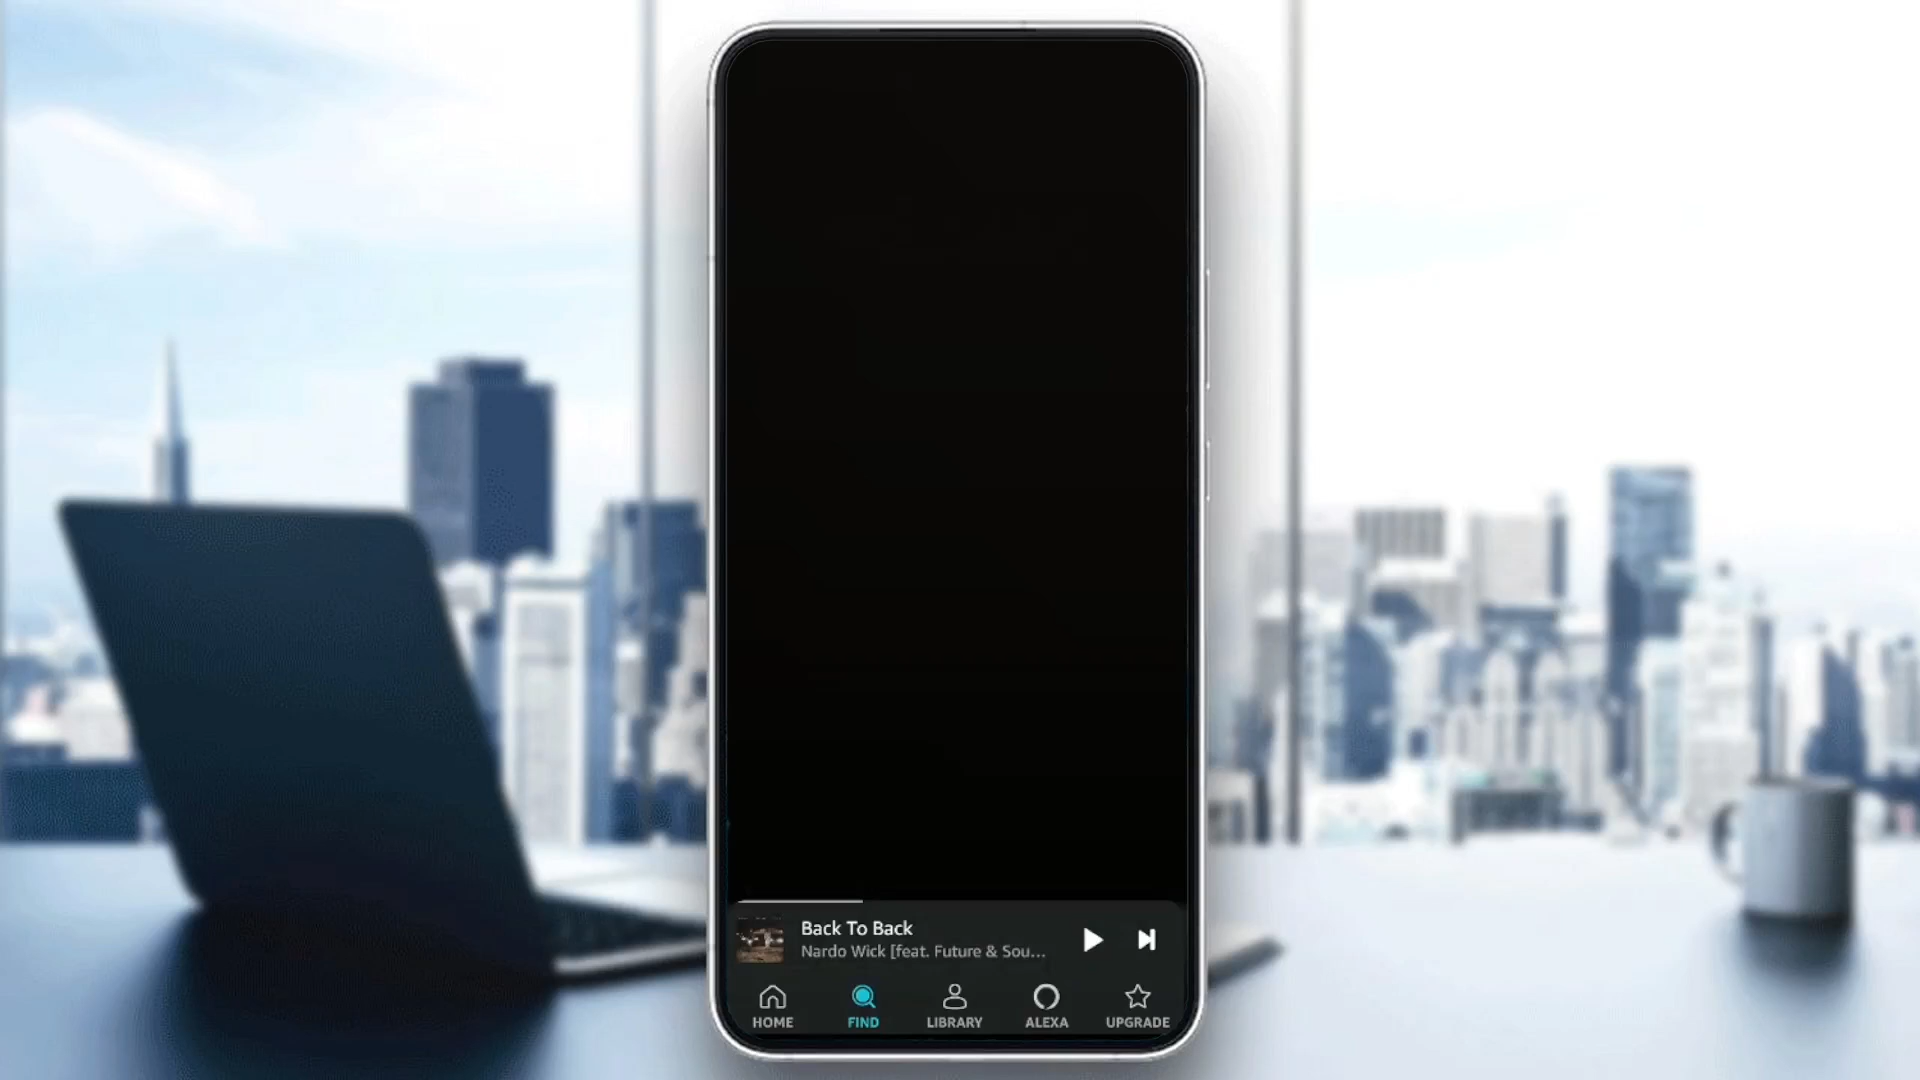 Back To Back
Nardo Wick [feat. Future & Sou...
HOME
FIND
LIBRARY
ALEXA
UPGRADE